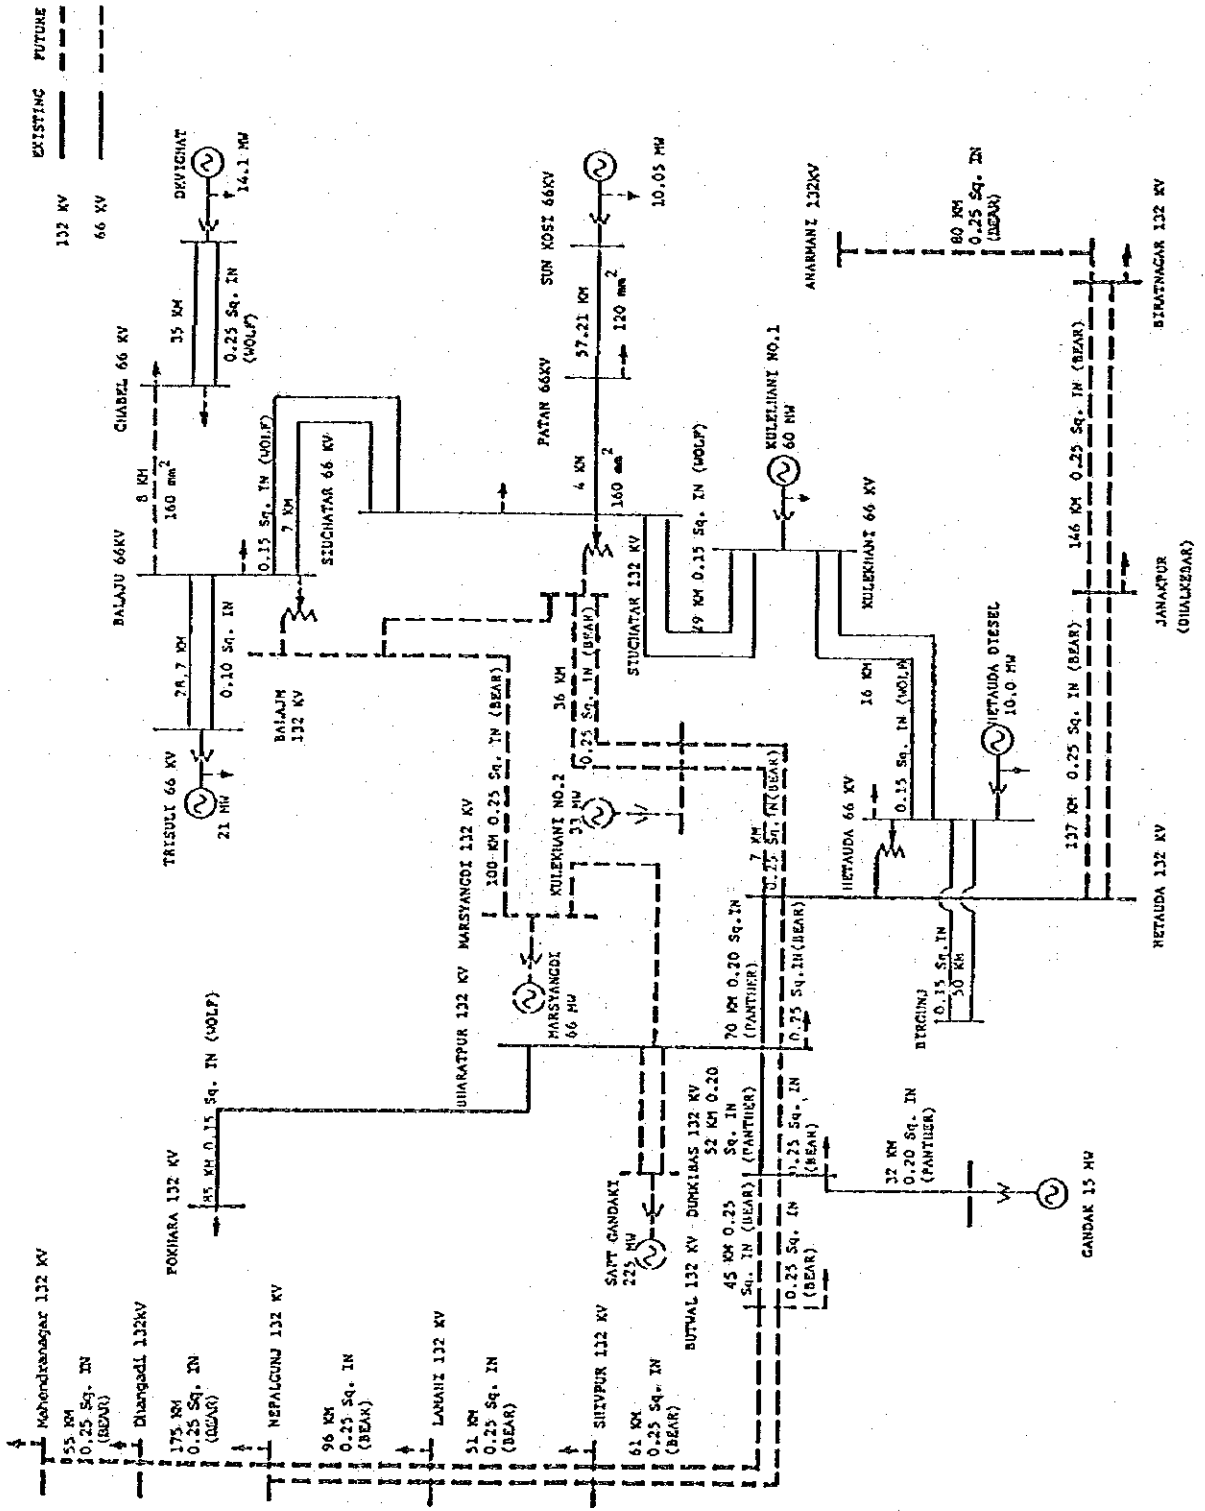 EXISTING
FUTURE
132 KV
66 KV
DEVIGHAT
14.1 MW
35 KM
0.25 Sq. IN
(WOLF)
CHABEL 66 KV
8 KM
160 mm2
BALAJU 66KV
0.15 Sq. IN (WOLF)
7 KM
SIUCHATAR 66 KV
28.7 KM
0.10 Sq. IN
TRISULI 66 KV
21 MW
SUN KOSI 66KV
10.05 MW
57.21 KM
120 mm2
PATAN 66KV
4 KM
160 mm2
SIUCHATAR 132 KV
29 KM 0.15 Sq. IN (WOLF)
KULEKHANI NO.1
60 MW
KULEKHANI 66 KV
16 KM
0.15 Sq. IN (WOLF)
HETAUDA DIESEL
10.0 MW
HETAUDA 66 KV
BIRGUNJ
0.15 Sq.IN
50 KM
ANARMANI 132KV
80 KM
0.25 Sq. IN
(BEAR)
BIRATNAGAR 132 KV
146 KM 0.25 Sq. IN (BEAR)
JANAKPUR
(DHALKEBAR)
137 KM 0.25 Sq. IN (BEAR)
HETAUDA 132 KV
BALAJU
132 KV
100 KM 0.25 Sq. IN (BEAR)
36 KM
0.25 Sq. IN (BEAR)
KULEKHANI NO.2
33 MW
7 KM
0.25 Sq. IN(BEAR)
MARSYANGDI 132 KV
MARSYANGDI
66 MW
BHARATPUR 132 KV
70 KM 0.20 Sq.IN
(PANTHER)
0.25 Sq.IN(BEAR)
POKHARA 132 KV
85 KM 0.15 Sq. IN (WOLF)
SAPT GANDAKI
225 MW
DUMKIBAS 132 KV
52 KM 0.20
Sq. IN
(PANTHER)
0.25 Sq. IN
(BEAR)
32 KM
0.20 Sq. IN
(PANTHER)
GANDAK 15 MW
BUTWAL 132 KV
45 KM 0.25
Sq. IN (BEAR)
0.25 Sq. IN
(BEAR)
Mahendranagar 132 KV
55 KM
0.25 Sq. IN
(BEAR)
Dhangadi 132KV
175 KM
0.25 Sq. IN
(BEAR)
NEPALGUNJ 132 KV
96 KM
0.25 Sq. IN
(BEAR)
LAMAHI 132 KV
51 KM
0.25 Sq. IN
(BEAR)
SHIVPUR 132 KV
61 KM
0.25 Sq. IN
(BEAR)